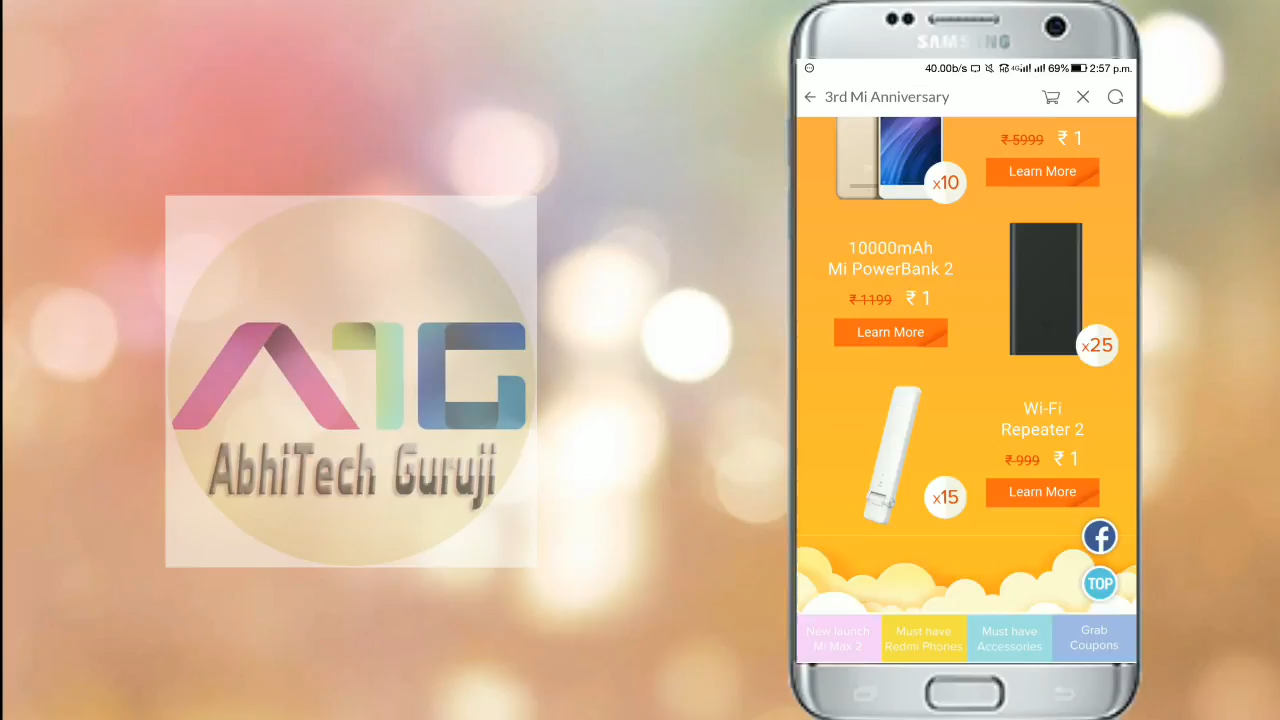 ATG
AbhiTech Guruji
SAMSUNG
40.00b/s 4G 69% 2:57 p.m.
3rd Mi Anniversary
₹ 5999 ₹ 1
Learn More
x10
10000mAh
Mi PowerBank 2
₹ 1199 ₹ 1
Learn More
x25
Wi-Fi
Repeater 2
₹ 999 ₹ 1
Learn More
x15
f
TOP
New launch
Mi Max 2
Must have
Redmi Phones
Must have
Accessories
Grab
Coupons